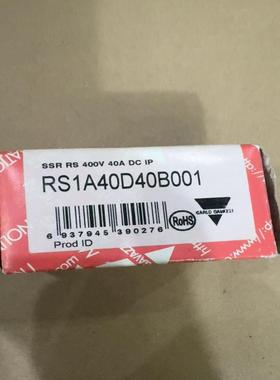 SSR RS 400V 40A DC IP
RS1A40D40B001
RoHS
CARLO GAVAZZI
6 937945 390276
Prod ID